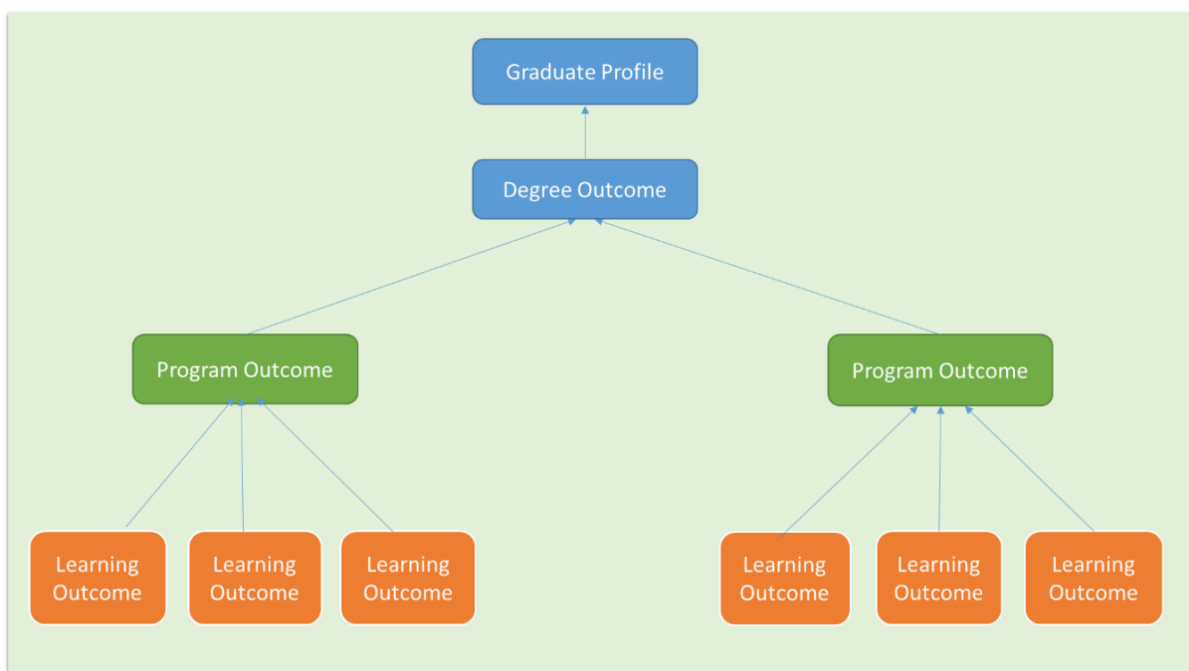 Graduate Profile
Degree Outcome
Program Outcome
Program Outcome
Learning
Outcome
Learning
Outcome
Learning
Outcome
Learning
Outcome
Learning
Outcome
Learning
Outcome